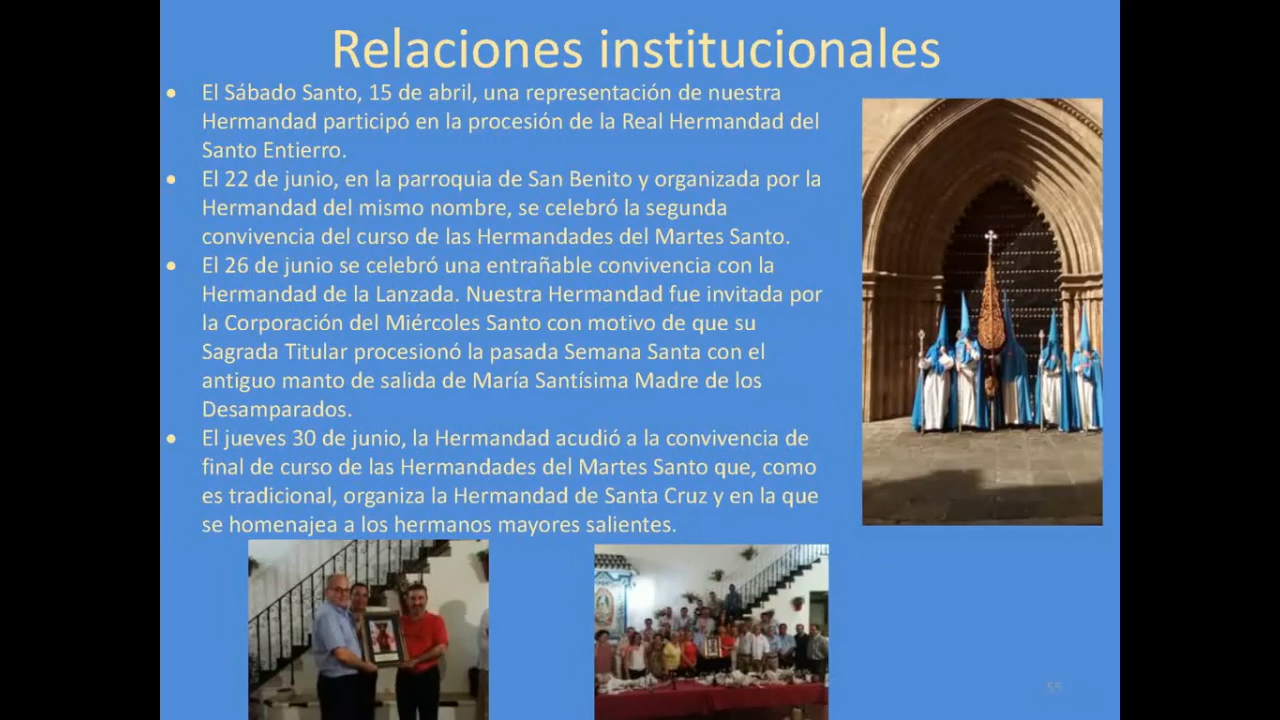 Relaciones institucionales
• El Sábado Santo, 15 de abril, una representación de nuestra
Hermandad participó en la procesión de la Real Hermandad del
Santo Entierro.
• El 22 de junio, en la parroquia de San Benito y organizada por la
Hermandad del mismo nombre, se celebró la segunda
convivencia del curso de las Hermandades del Martes Santo.
• El 26 de junio se celebró una entrañable convivencia con la
Hermandad de la Lanzada. Nuestra Hermandad fue invitada por
la Corporación del Miércoles Santo con motivo de que su
Sagrada Titular procesionó la pasada Semana Santa con el
antiguo manto de salida de María Santísima Madre de los
Desamparados.
• El jueves 30 de junio, la Hermandad acudió a la convivencia de
final de curso de las Hermandades del Martes Santo que, como
es tradicional, organiza la Hermandad de Santa Cruz y en la que
se homenajea a los hermanos mayores salientes.